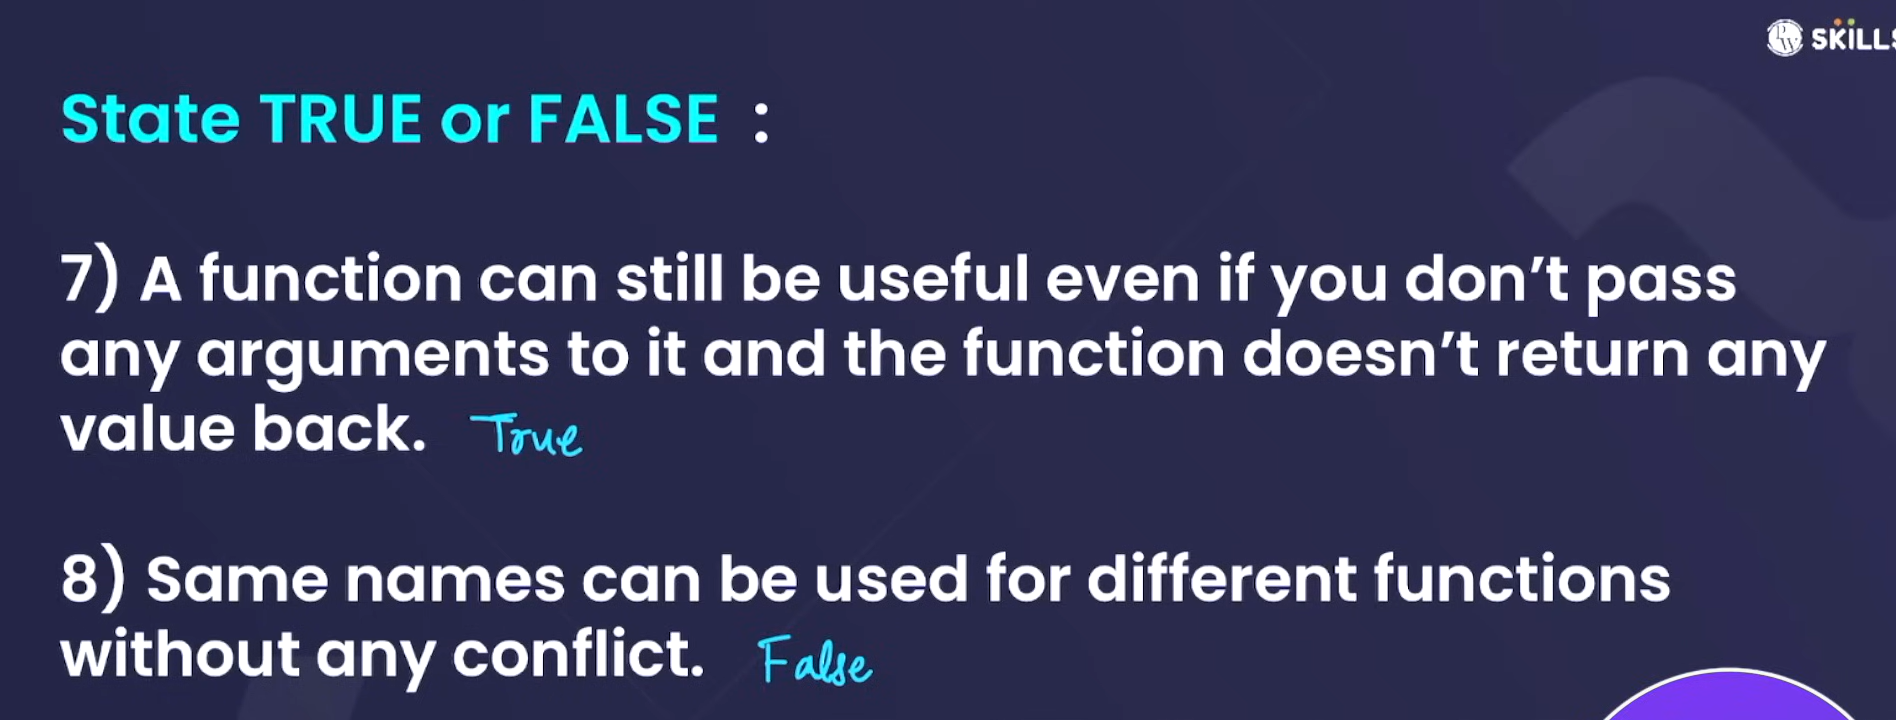 SKILLS
State TRUE or FALSE :
7) A function can still be useful even if you don't pass
any arguments to it and the function doesn't return any
value back. True
8) Same names can be used for different functions
without any conflict. False